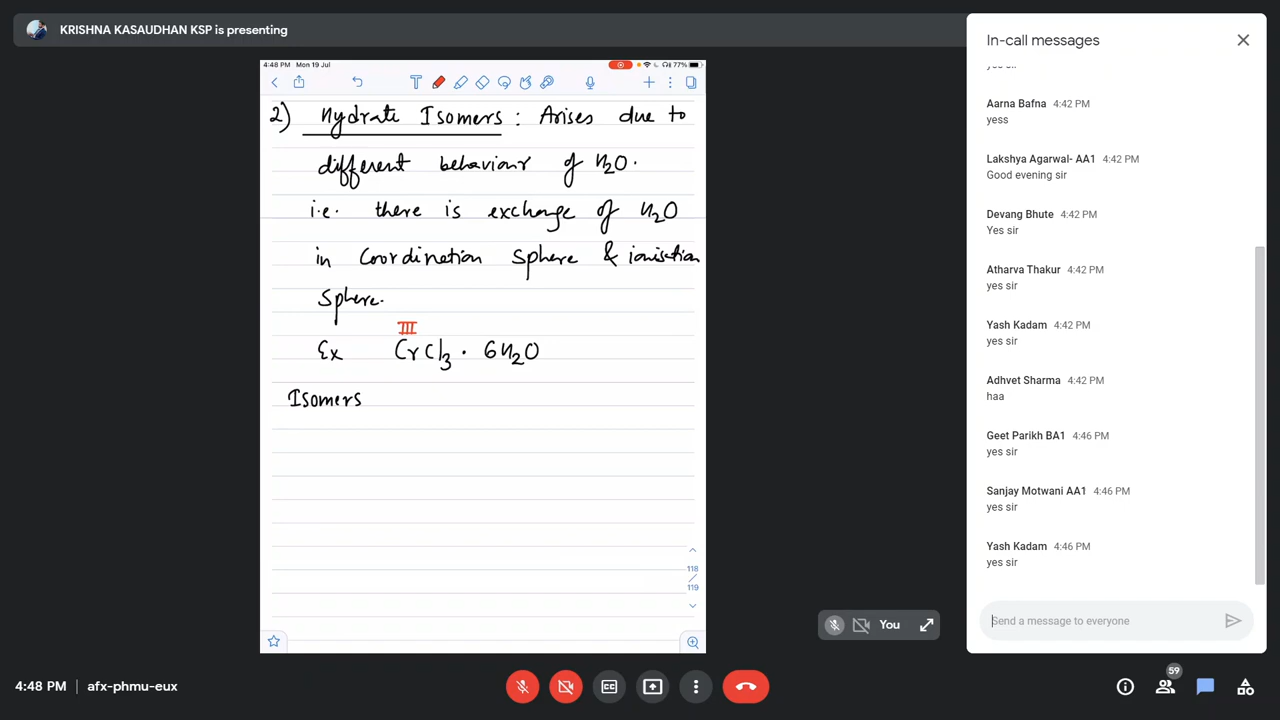 KRISHNA KASAUDHAN KSP is presenting
4:48 PM Mon 19 Jul
77%
2) Hydrate Isomers : Arises due to
different behaviour of H2O.
i.e. there is exchange of H2O
in Coordination Sphere & ionisation
Sphere.
III
Ex CrCl3 · 6H2O
Isomers
118
119
In-call messages
yes sir
Aarna Bafna 4:42 PM
yess
Lakshya Agarwal- AA1 4:42 PM
Good evening sir
Devang Bhute 4:42 PM
Yes sir
Atharva Thakur 4:42 PM
yes sir
Yash Kadam 4:42 PM
yes sir
Adhvet Sharma 4:42 PM
haa
Geet Parikh BA1 4:46 PM
yes sir
Sanjay Motwani AA1 4:46 PM
yes sir
Yash Kadam 4:46 PM
yes sir
Send a message to everyone
You
4:48 PM | afx-phmu-eux
59